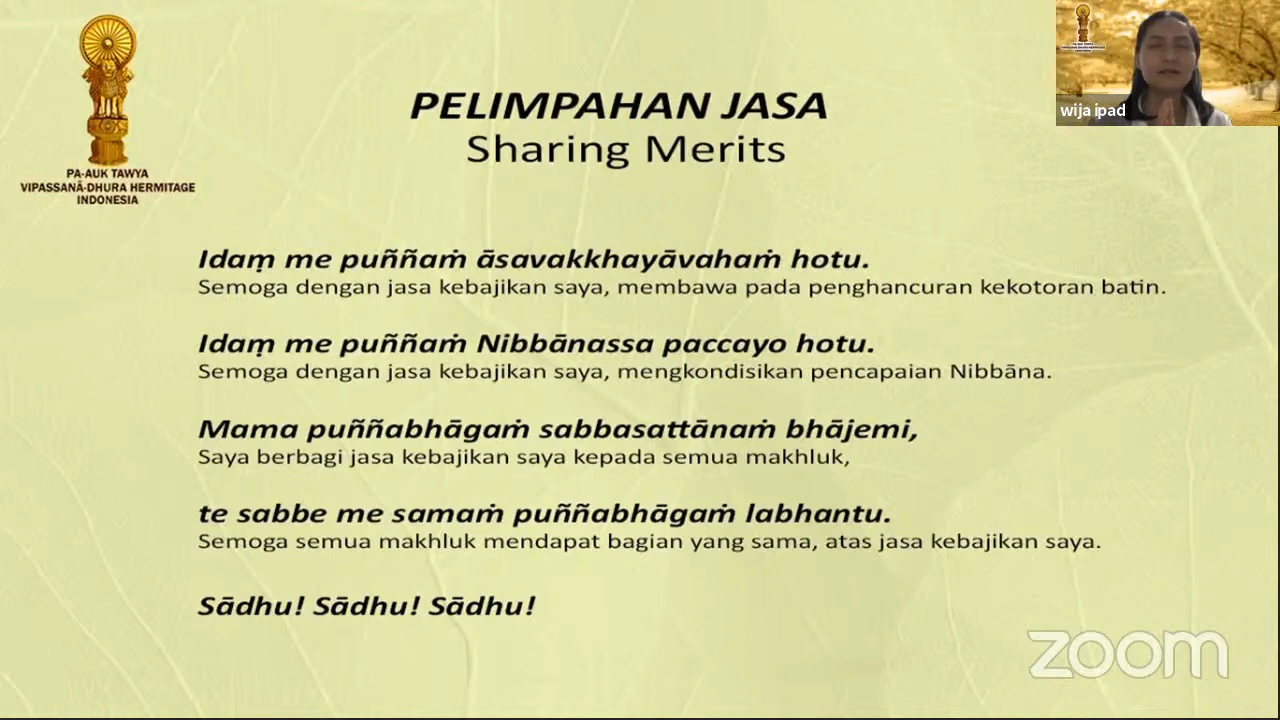 PA-AUK TAWYA
VIPASSANĀ-DHURA HERMITAGE
INDONESIA
PELIMPAHAN JASA
Sharing Merits
wija ipad
Idaṃ me puññaṁ āsavakkhayāvahaṁ hotu.
Semoga dengan jasa kebajikan saya, membawa pada penghancuran kekotoran batin.
Idaṃ me puññaṁ Nibbānassa paccayo hotu.
Semoga dengan jasa kebajikan saya, mengkondisikan pencapaian Nibbāna.
Mama puññabhāgaṁ sabbasattānaṁ bhājemi,
Saya berbagi jasa kebajikan saya kepada semua makhluk,
te sabbe me samaṁ puññabhāgaṁ labhantu.
Semoga semua makhluk mendapat bagian yang sama, atas jasa kebajikan saya.
Sādhu! Sādhu! Sādhu!
zoom